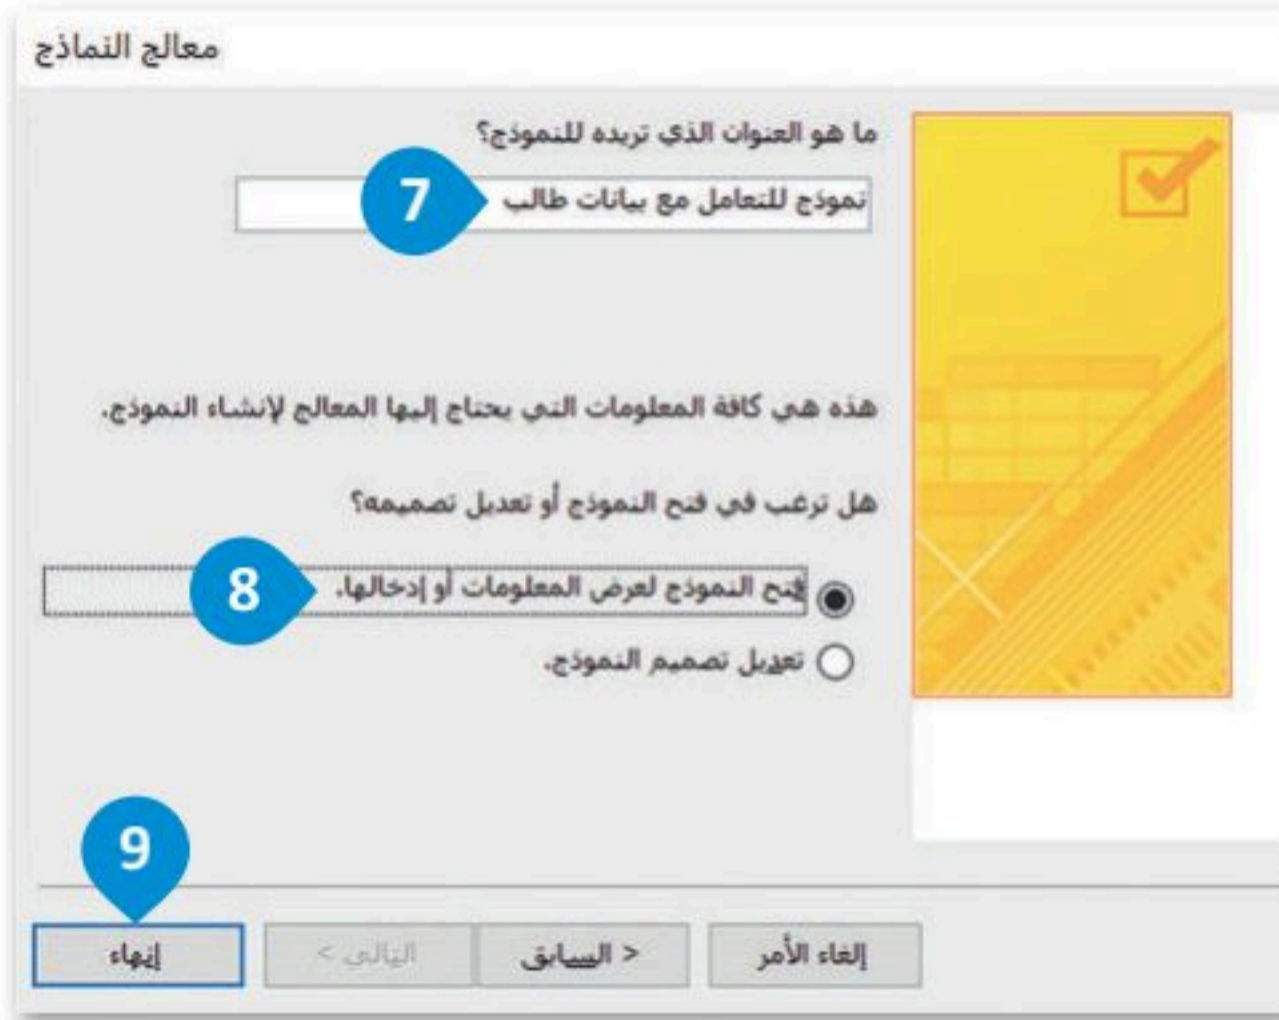 معالج النماذج
ما هو العنوان الذي تريده للنموذج؟
7
نموذج للتعامل مع بيانات طالب
هذه هي كافة المعلومات التي يحتاج إليها المعالج لإنشاء النموذج.
هل ترغب في فتح النموذج أو تعديل تصميمه؟
فتح النموذج لعرض المعلومات أو إدخالها.
8
تعديل تصميم النموذج.
9
إلغاء الأمر
< السابق
التالي >
إنهاء